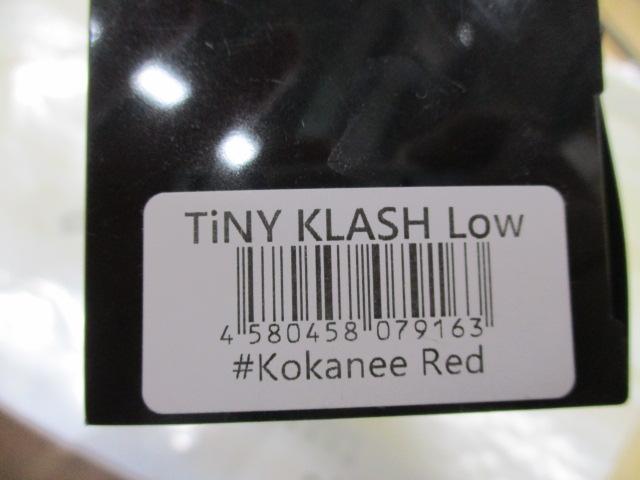 TiNY KLASH Low
4 580458 079163
#Kokanee Red